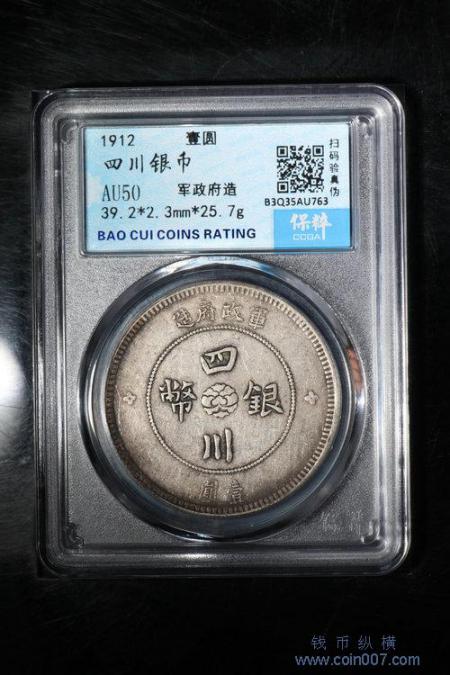 1912 壹圆
四川银币
AU50 军政府造
39.2*2.3mm*25.7g
BAO CUI COINS RATING
扫码验真伪
B3Q35AU763
保粹
CCGA
造府政軍
四
幣 銀
川
壹圓
钱币纵横
www.coin007.com